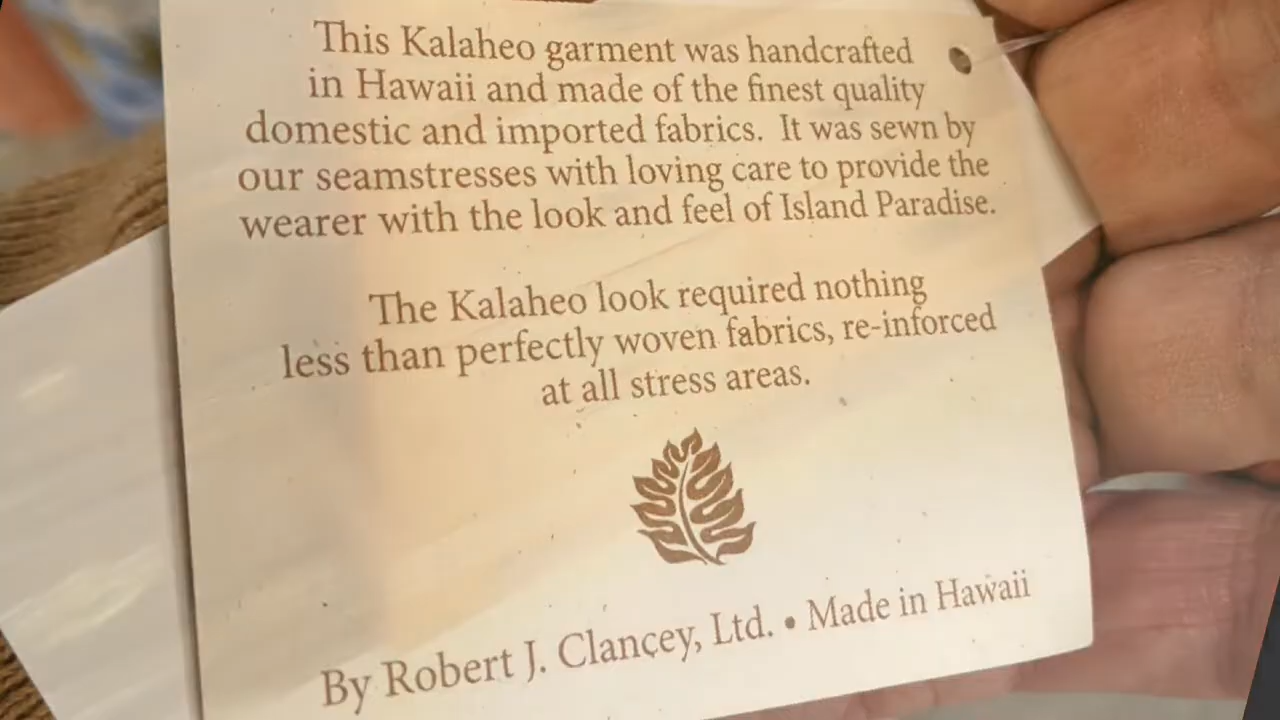 This Kalaheo garment was handcrafted
in Hawaii and made of the finest quality
domestic and imported fabrics. It was sewn by
our seamstresses with loving care to provide the
wearer with the look and feel of Island Paradise.
The Kalaheo look required nothing
less than perfectly woven fabrics, re-inforced
at all stress areas.
By Robert J. Clancey, Ltd. • Made in Hawaii